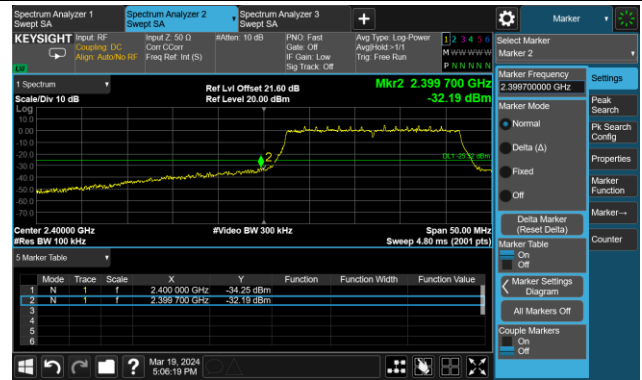 Spectrum Analyzer 1
Swept SA
Spectrum Analyzer 2
Swept SA
Spectrum Analyzer 3
Swept SA
Marker
KEYSIGHT
Input: RF
Coupling: DC
Align: Auto/No RF
Input Z: 50 Ω
Corr CCorr
Freq Ref: Int (S)
#Atten: 10 dB
PNO: Fast
Gate: Off
IF Gain: Low
Sig Track: Off
Avg Type: Log-Power
Avg|Hold:>1/1
Trig: Free Run
1 2 3 4 5 6
M W W W W W
P N N N N N
LNI
1 Spectrum
Scale/Div 10 dB
Ref Lvl Offset 21.60 dB
Ref Level 20.00 dBm
Mkr2 2.399 700 GHz
-32.19 dBm
Log
10.0
0.00
-10.0
-20.0
-30.0
-40.0
-50.0
-60.0
-70.0
2
Center 2.40000 GHz
#Res BW 100 kHz
#Video BW 300 kHz
Span 50.00 MHz
Sweep 4.80 ms (2001 pts)
5 Marker Table
Mode Trace Scale X Y Function Function Width Function Value
1 N 1 f 2.400 000 GHz -34.25 dBm
2 N 1 f 2.399 700 GHz -32.19 dBm
3
4
5
6
Mar 19, 2024
5:06:19 PM
Select Marker
Marker 2
Marker Frequency
2.399700000 GHz
Marker Mode
Normal
Delta (Δ)
Fixed
Off
Delta Marker
(Reset Delta)
Marker Table
On
Off
Marker Settings
Diagram
All Markers Off
Couple Markers
On
Off
Settings
Peak
Search
Pk Search
Config
Properties
Marker
Function
Marker→
Counter